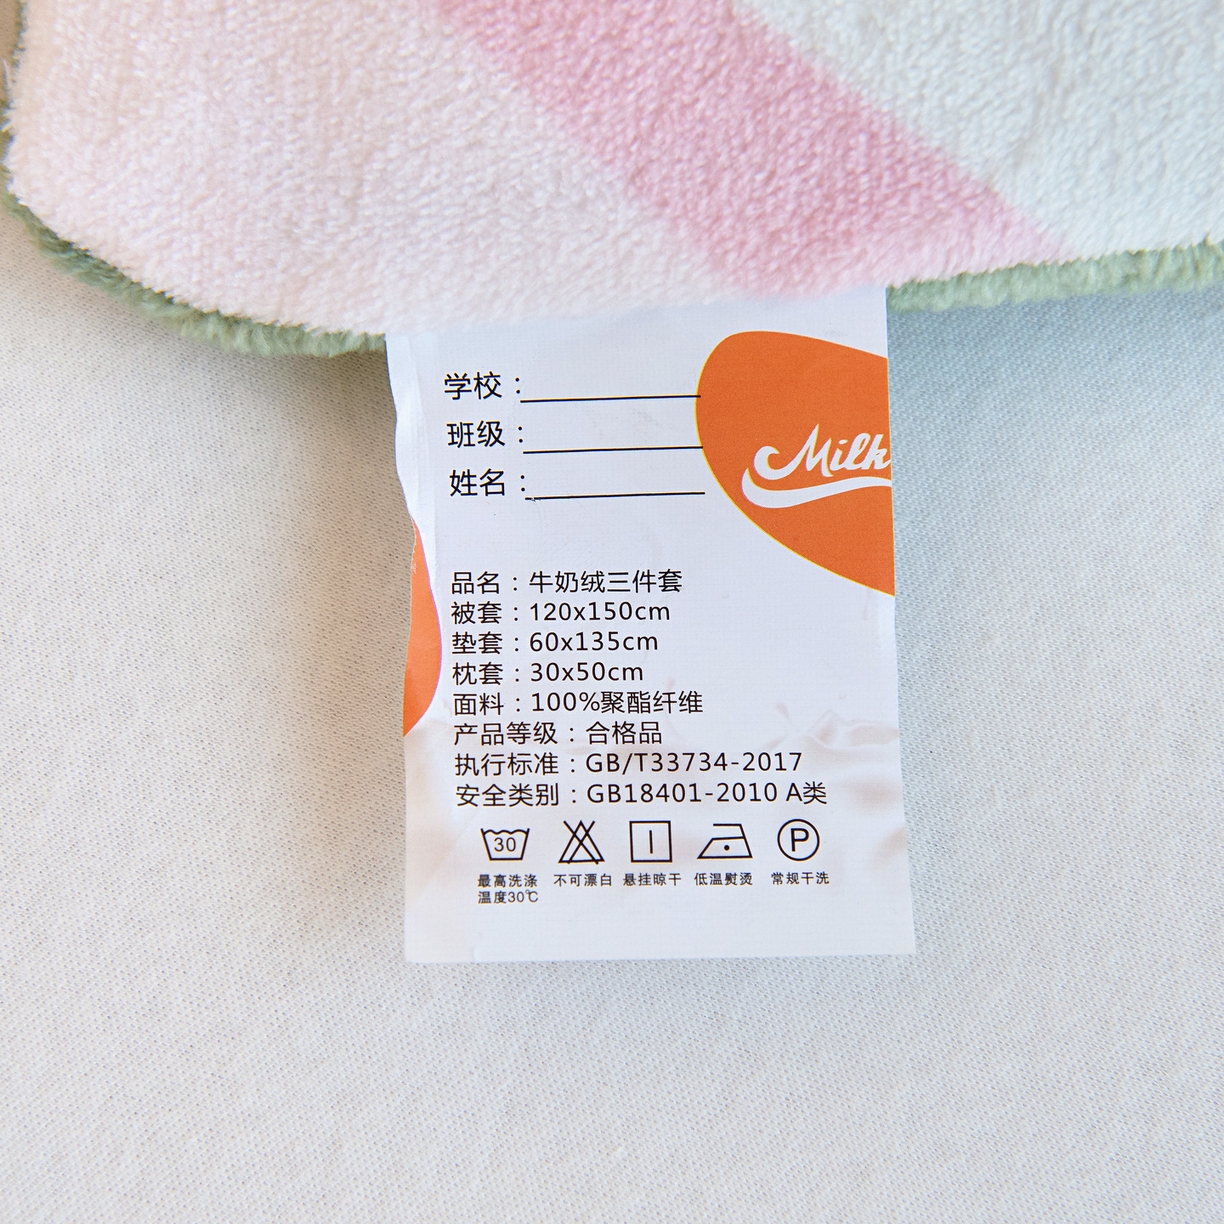 学校：
班级：
姓名：
Milk
品名：牛奶绒三件套
被套：120x150cm
垫套：60x135cm
枕套：30x50cm
面料：100%聚酯纤维
产品等级：合格品
执行标准：GB/T33734-2017
安全类别：GB18401-2010 A类
30
P
最高洗涤
温度30℃
不可漂白
悬挂晾干
低温熨烫
常规干洗